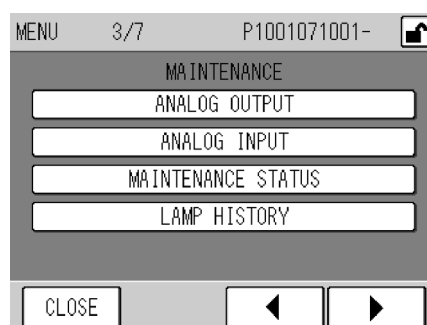 MENU 3/7 P1001071001-
MAINTENANCE
ANALOG OUTPUT
ANALOG INPUT
MAINTENANCE STATUS
LAMP HISTORY
CLOSE